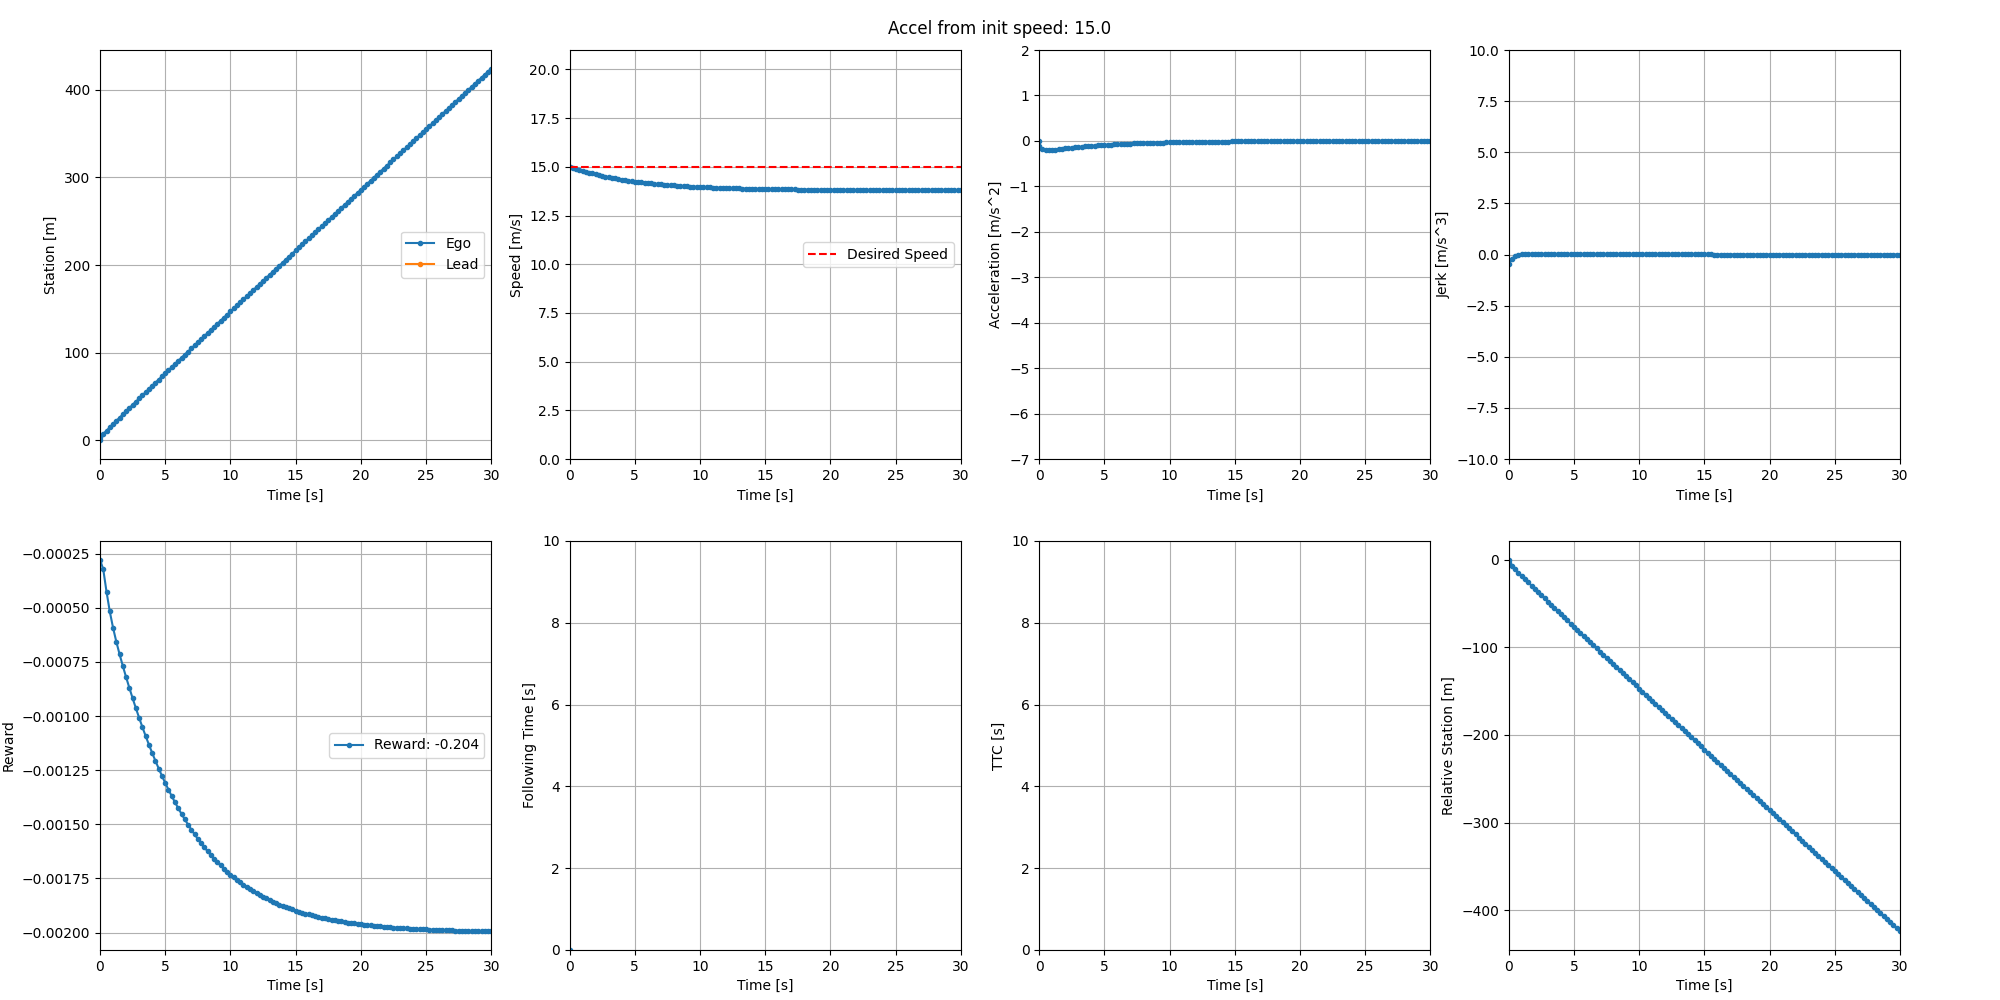 Accel from init speed: 15.0
400
300
200
100
0
Station [m]
0 5 10 15 20 25 30
Time [s]
Ego
Lead
20.0
17.5
15.0
12.5
10.0
7.5
5.0
2.5
0.0
Speed [m/s]
0 5 10 15 20 25 30
Time [s]
Desired Speed
2
1
0
−1
−2
−3
−4
−5
−6
−7
Acceleration [m/s^2]
0 5 10 15 20 25 30
Time [s]
10.0
7.5
5.0
2.5
0.0
−2.5
−5.0
−7.5
−10.0
Jerk [m/s^3]
0 5 10 15 20 25 30
Time [s]
−0.00025
−0.00050
−0.00075
−0.00100
−0.00125
−0.00150
−0.00175
−0.00200
Reward
0 5 10 15 20 25 30
Time [s]
Reward: -0.204
10
8
6
4
2
0
Following Time [s]
0 5 10 15 20 25 30
Time [s]
10
8
6
4
2
0
TTC [s]
0 5 10 15 20 25 30
Time [s]
0
−100
−200
−300
−400
Relative Station [m]
0 5 10 15 20 25 30
Time [s]